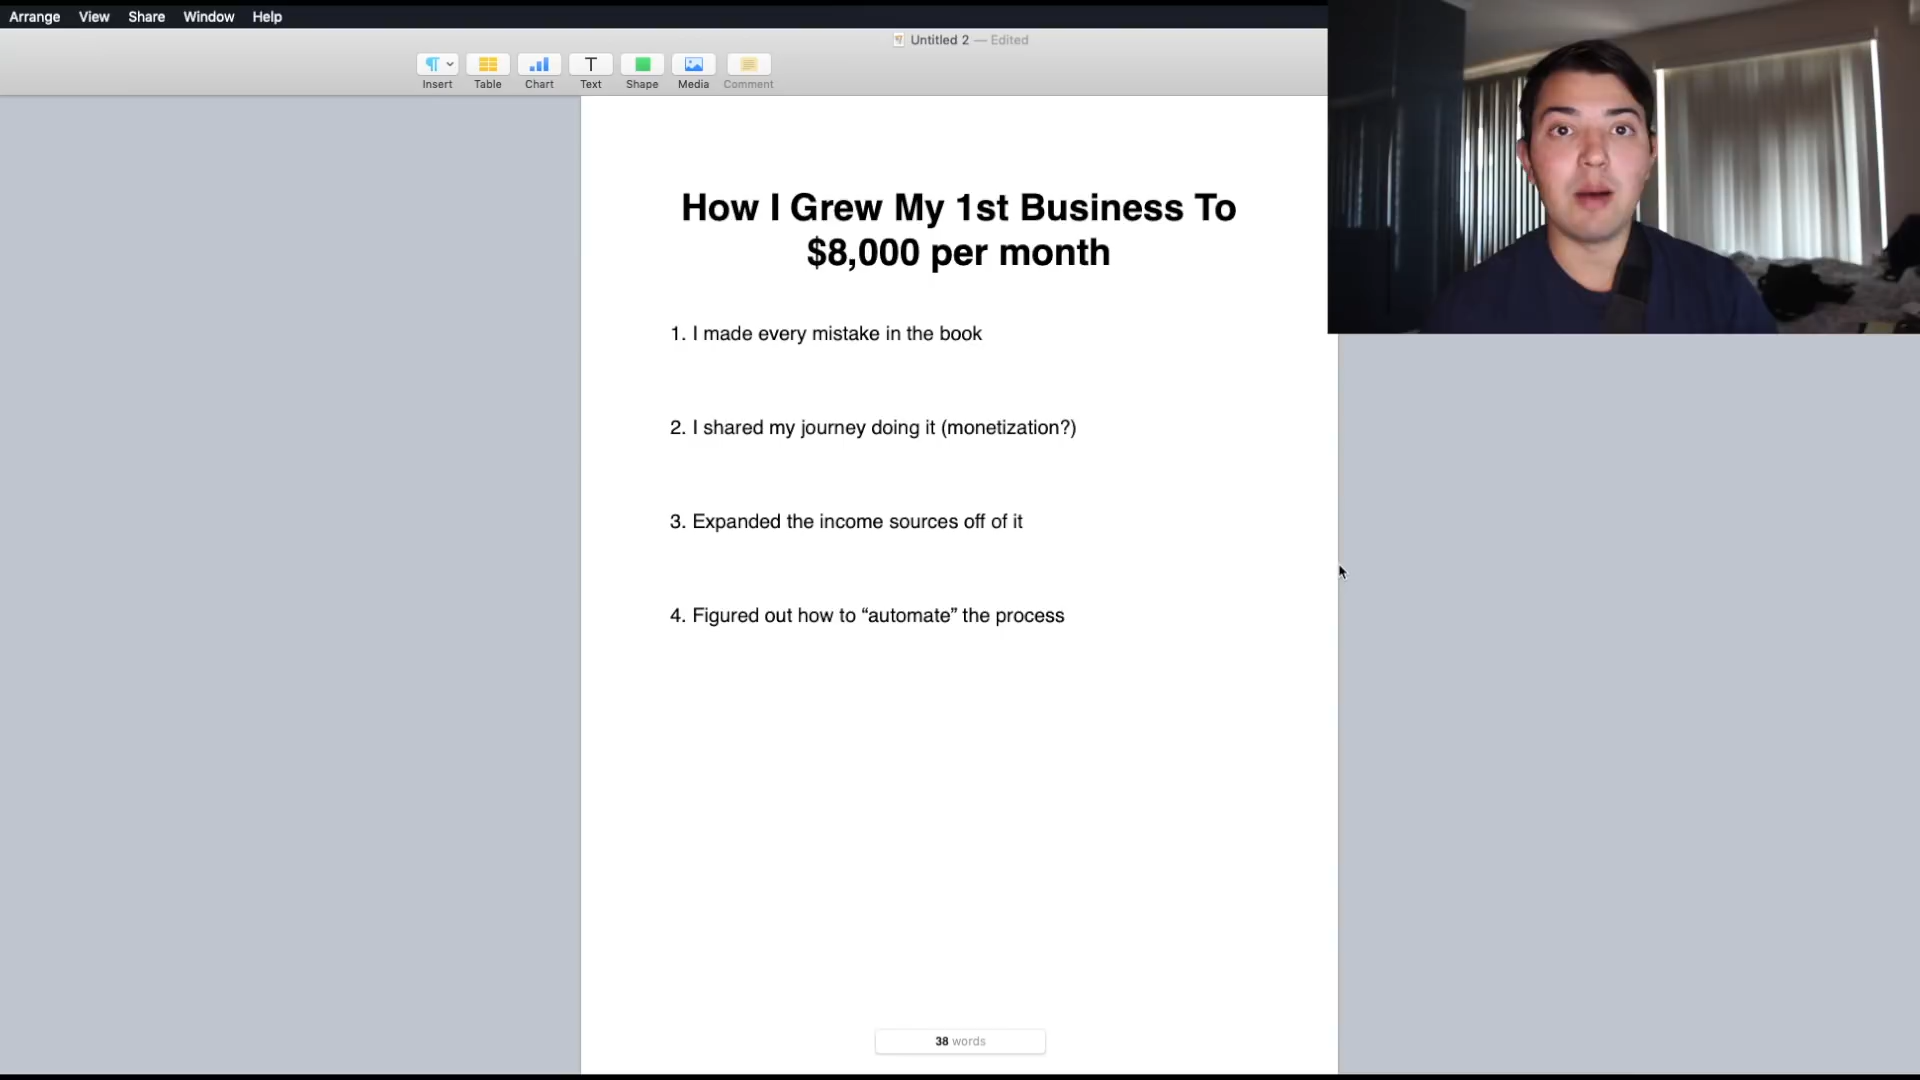 Arrange View Share Window Help
Untitled 2 — Edited
Insert Table Chart Text Shape Media Comment
How I Grew My 1st Business To
$8,000 per month
1. I made every mistake in the book
2. I shared my journey doing it (monetization?)
3. Expanded the income sources off of it
4. Figured out how to “automate” the process
38 words